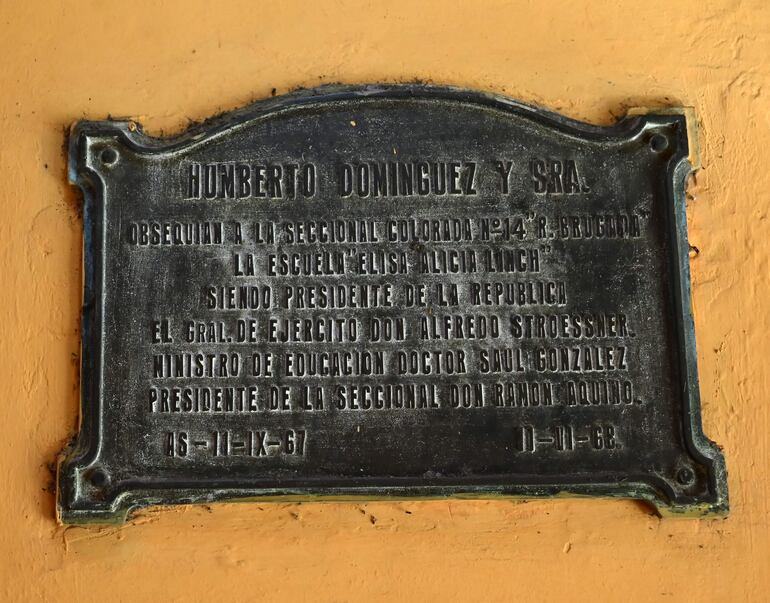 HUMBERTO DOMINGUEZ Y SRA.
OBSEQUIAN A LA SECCIONAL COLORADA Nº 14 "R. BRUGADA"
LA ESCUELA "ELISA ALICIA LINCH"
SIENDO PRESIDENTE DE LA REPUBLICA
EL GRAL. DE EJERCITO DON ALFREDO STROESSNER.
MINISTRO DE EDUCACION DOCTOR SAUL GONZALEZ
PRESIDENTE DE LA SECCIONAL DON RAMON AQUINO.
AS-11-IX-67 11-11-68.